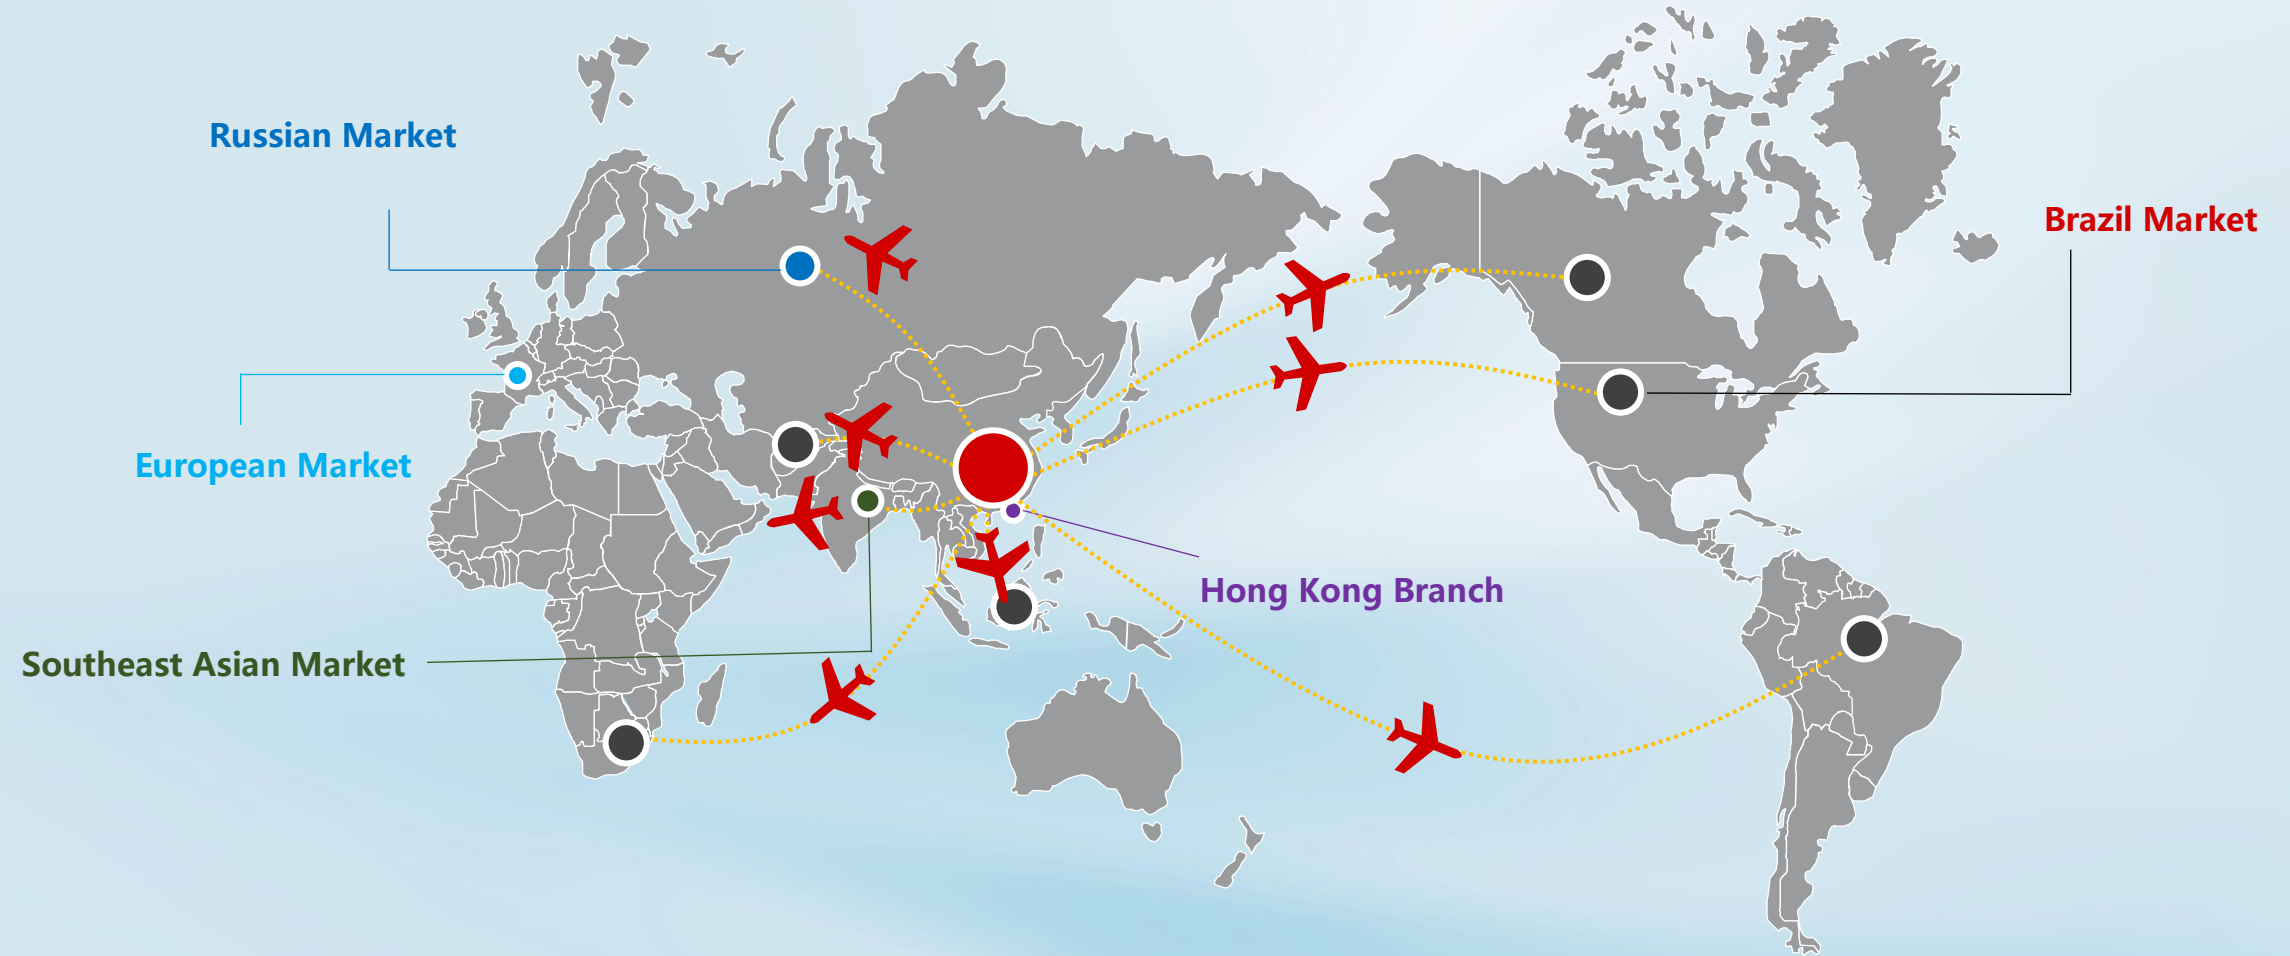 Russian Market
Brazil Market
European Market
Hong Kong Branch
Southeast Asian Market